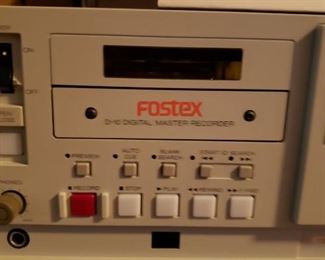 ON
OFF
FOSTEX
D-10 DIGITAL MASTER RECORDER
PREVIEW
AUTO CUE
BLANK SEARCH
START ID SEARCH
RECORD
STOP
PLAY
REWIND
F FWD